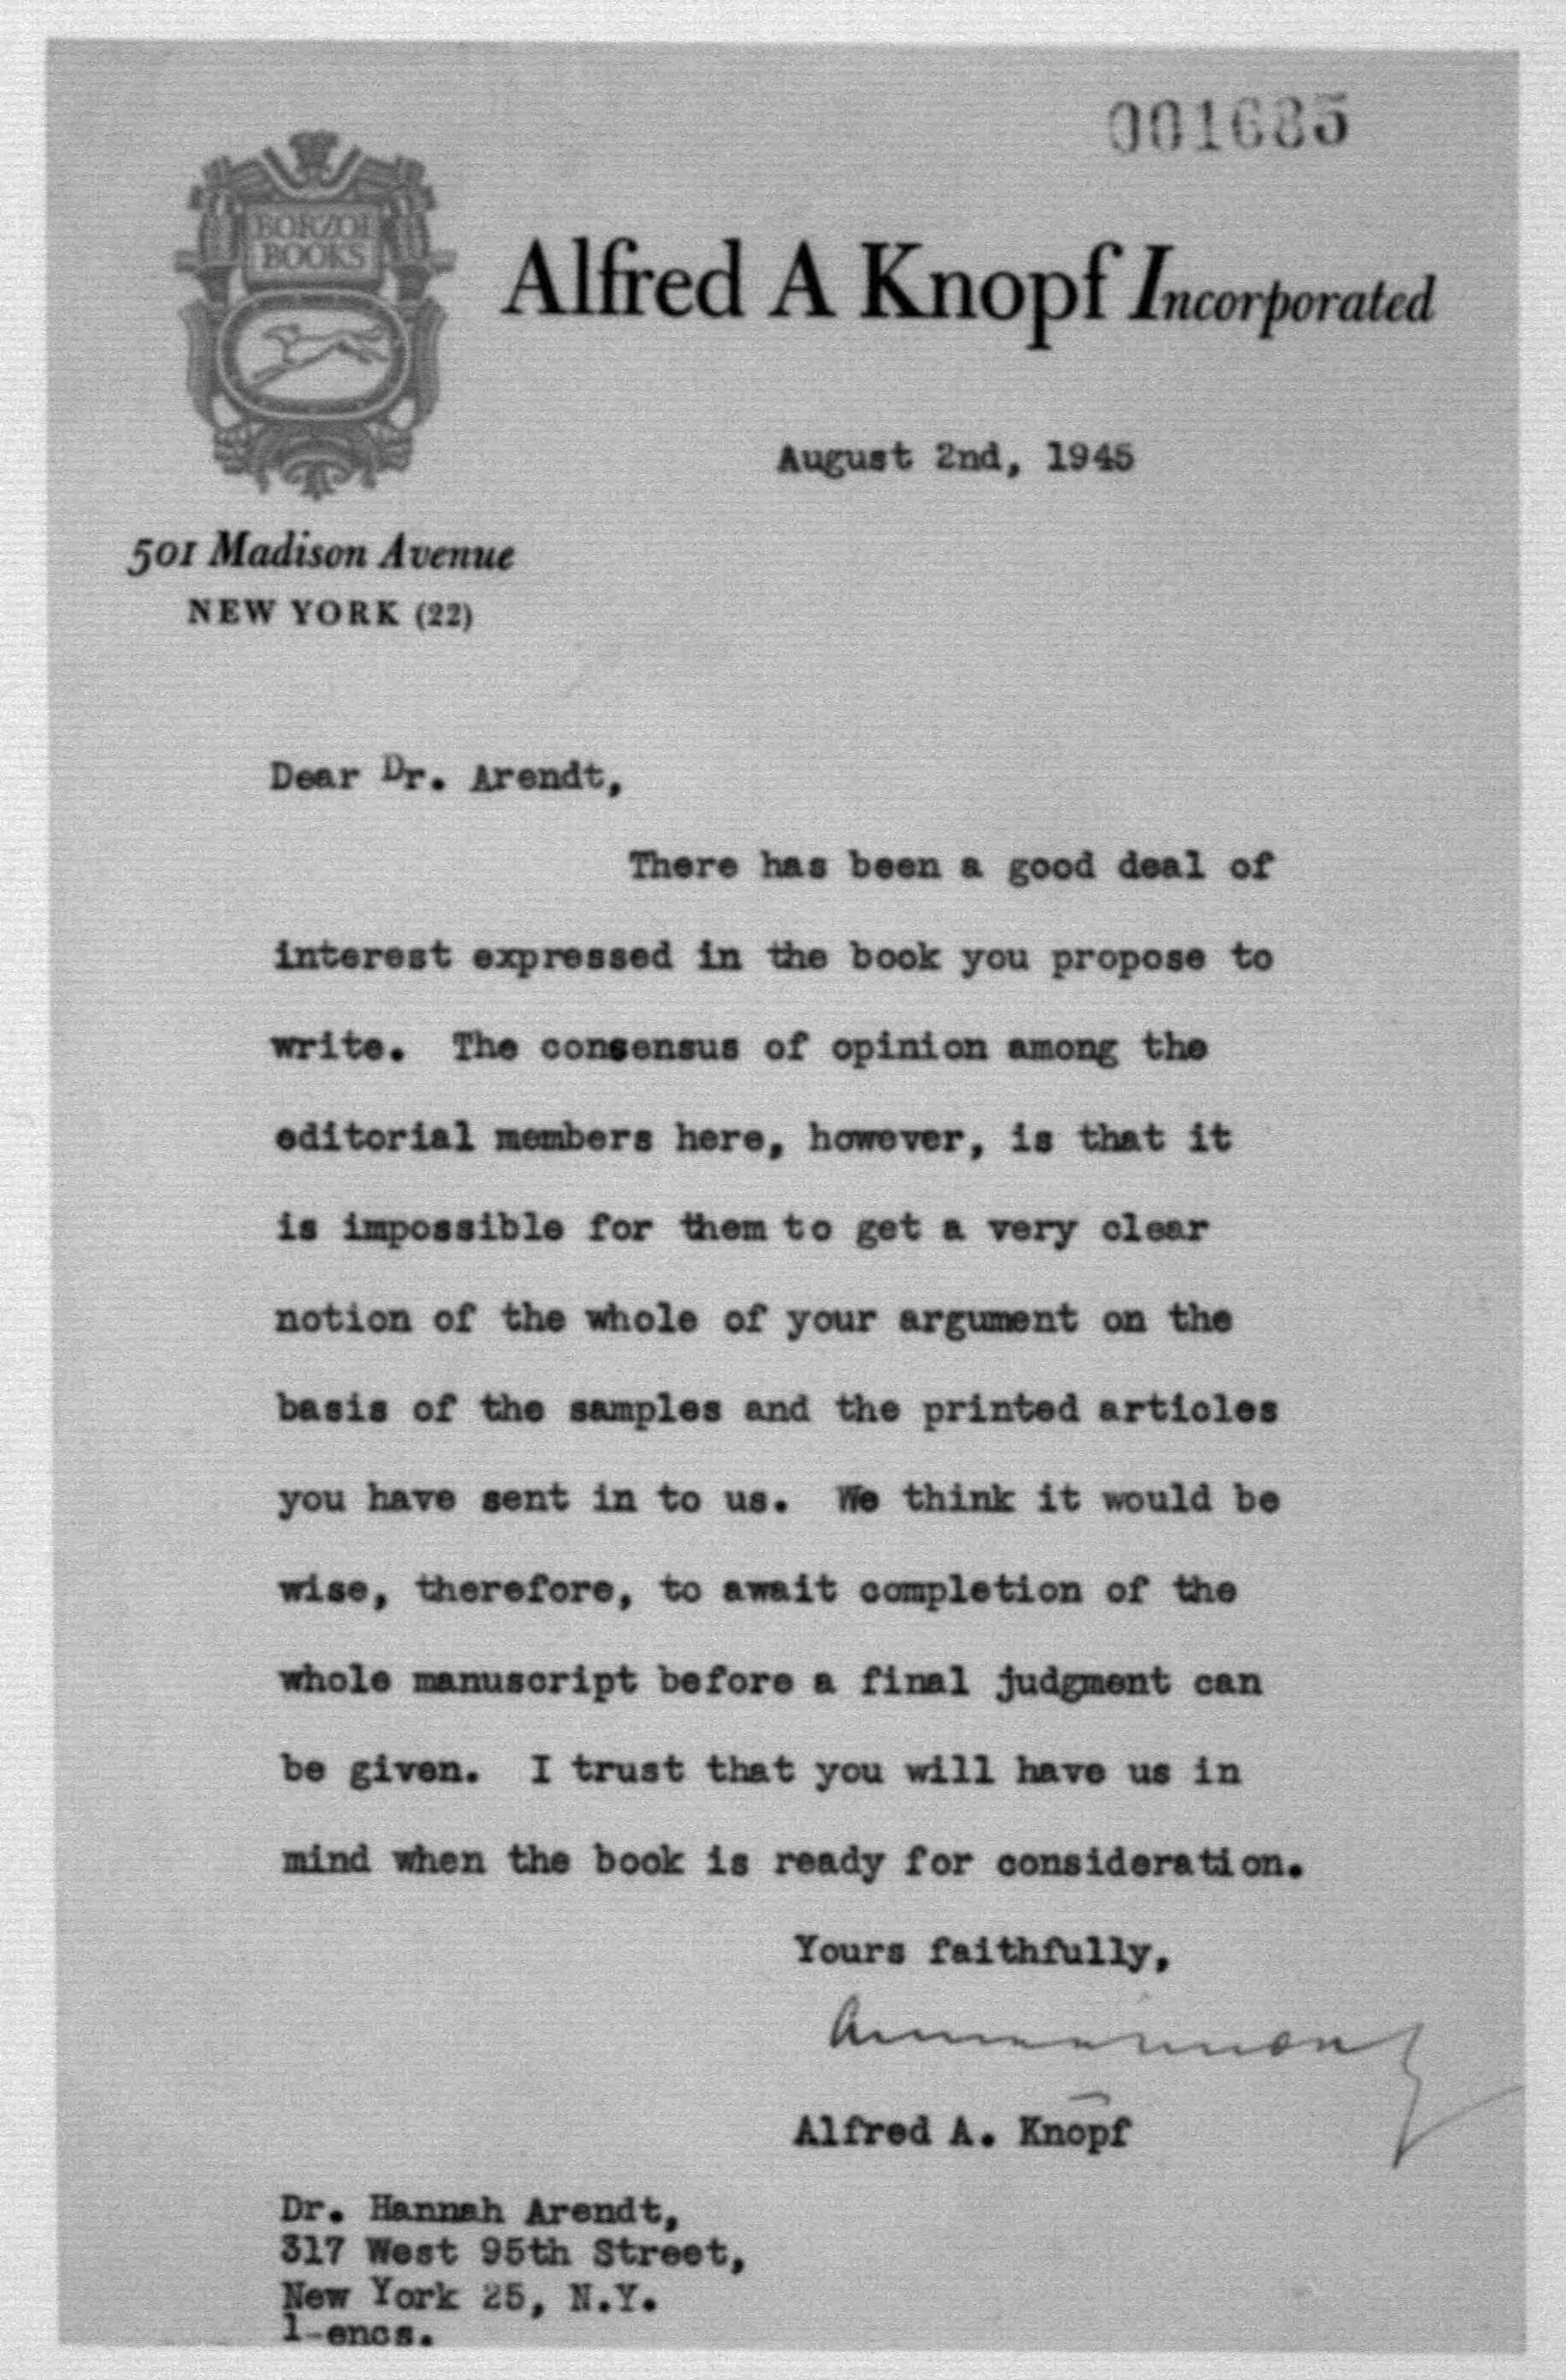 001685
BORZOI
BOOKS
Alfred A Knopf Incorporated
August 2nd, 1945
501 Madison Avenue
NEW YORK (22)
Dear Dr. Arendt,
There has been a good deal of
interest expressed in the book you propose to
write. The consensus of opinion among the
editorial members here, however, is that it
is impossible for them to get a very clear
notion of the whole of your argument on the
basis of the samples and the printed articles
you have sent in to us. We think it would be
wise, therefore, to await completion of the
whole manuscript before a final judgment can
be given. I trust that you will have us in
mind when the book is ready for consideration.
Yours faithfully,
Alfred A. Knopf
Dr. Hannah Arendt,
317 West 95th Street,
New York 25, N.Y.
1-encs.